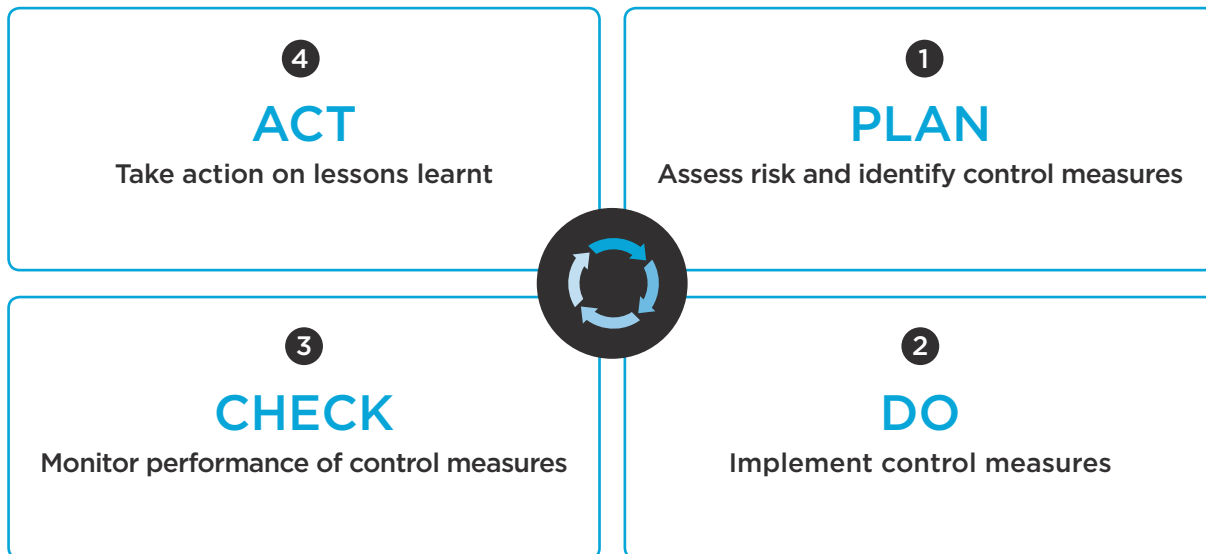 4
ACT
Take action on lessons learnt
1
PLAN
Assess risk and identify control measures
3
CHECK
Monitor performance of control measures
2
DO
Implement control measures